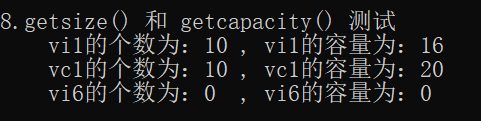 8.getsize() 和 getcapacity() 测试
vi1的个数为：10 , vi1的容量为：16
vc1的个数为：10 , vc1的容量为：20
vi6的个数为：0 , vi6的容量为：0